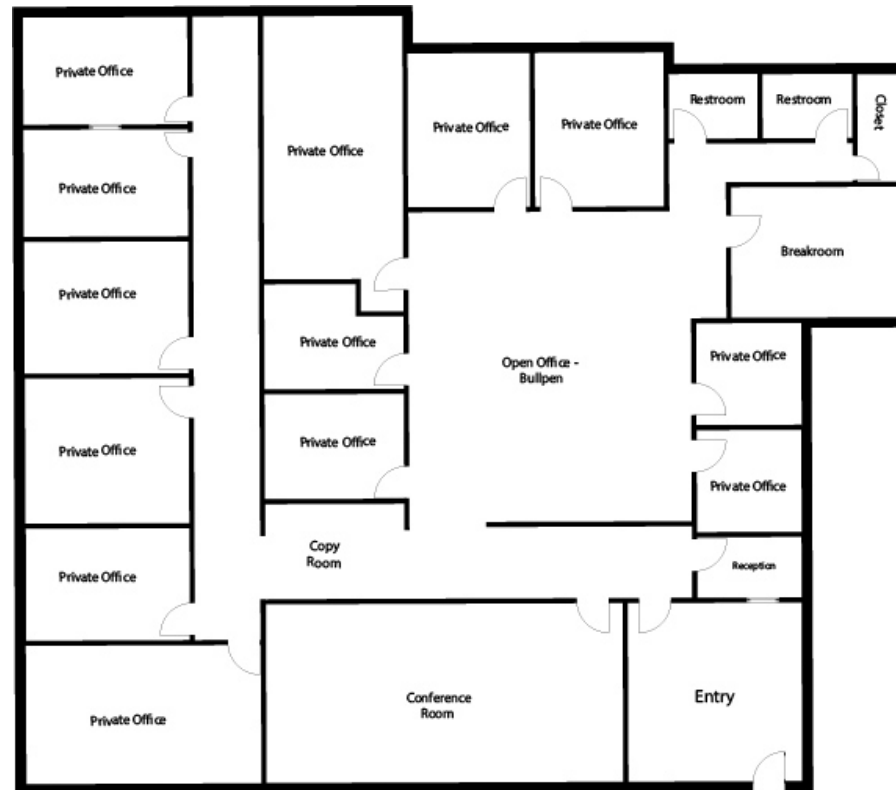 Private Office
Private Office
Private Office
Private Office
Restroom
Restroom
Closet
Private Office
Breakroom
Private Office
Private Office
Private Office
Open Office -
Bullpen
Private Office
Private Office
Private Office
Private Office
Copy
Room
Reception
Private Office
Private Office
Conference
Room
Entry